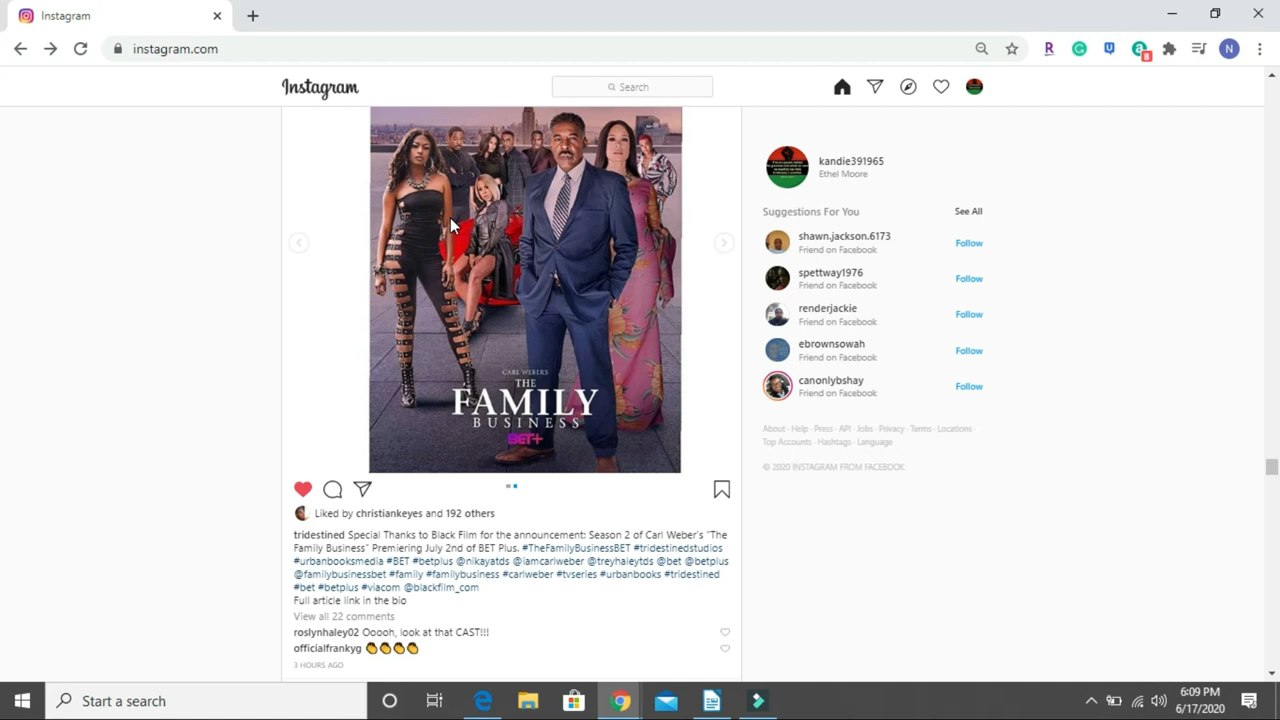 Instagram
instagram.com
8
N
Instagram
Search
kandie391965
Ethel Moore
Suggestions For You
See All
shawn.jackson.6173
Friend on Facebook
Follow
spettway1976
Friend on Facebook
Follow
renderjackie
Friend on Facebook
Follow
ebrownsowah
Friend on Facebook
Follow
canonlybshay
Friend on Facebook
Follow
About · Help · Press · API · Jobs · Privacy · Terms · Locations ·
Top Accounts · Hashtags · Language
© 2020 INSTAGRAM FROM FACEBOOK
CARL WEBER'S
THE
FAMILY
BUSINESS
BET+
Liked by christiankeyes and 192 others
tridestined Special Thanks to Black Film for the announcement: Season 2 of Carl Weber's "The
Family Business" Premiering July 2nd of BET Plus. #TheFamilyBusinessBET #tridestinedstudios
#urbanbooksmedia #BET #betplus @nikayatds @iamcarlweber @treyhaleytds @bet @betplus
@familybusinessbet #family #familybusiness #carlweber #tvseries #urbanbooks #tridestined
#bet #betplus #viacom @blackfilm_com
Full article link in the bio
View all 22 comments
roslynhaley02 Ooooh, look at that CAST!!!
officialfrankyg 👏👏👏👏
3 HOURS AGO
Start a search
6:09 PM
6/17/2020